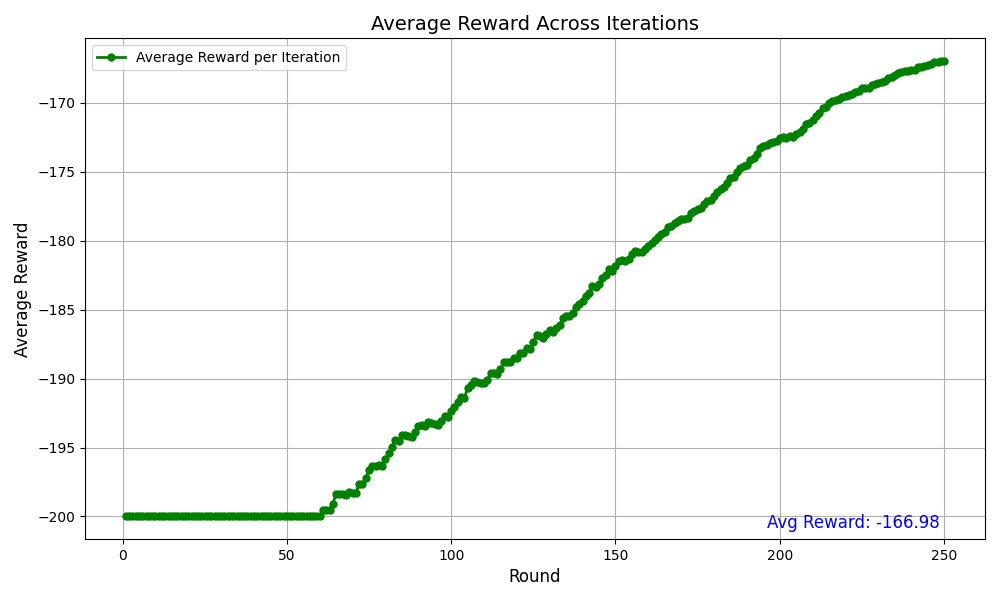 Average Reward Across Iterations
Average Reward per Iteration
Average Reward
−170
−175
−180
−185
−190
−195
−200
Avg Reward: -166.98
0 50 100 150 200 250
Round